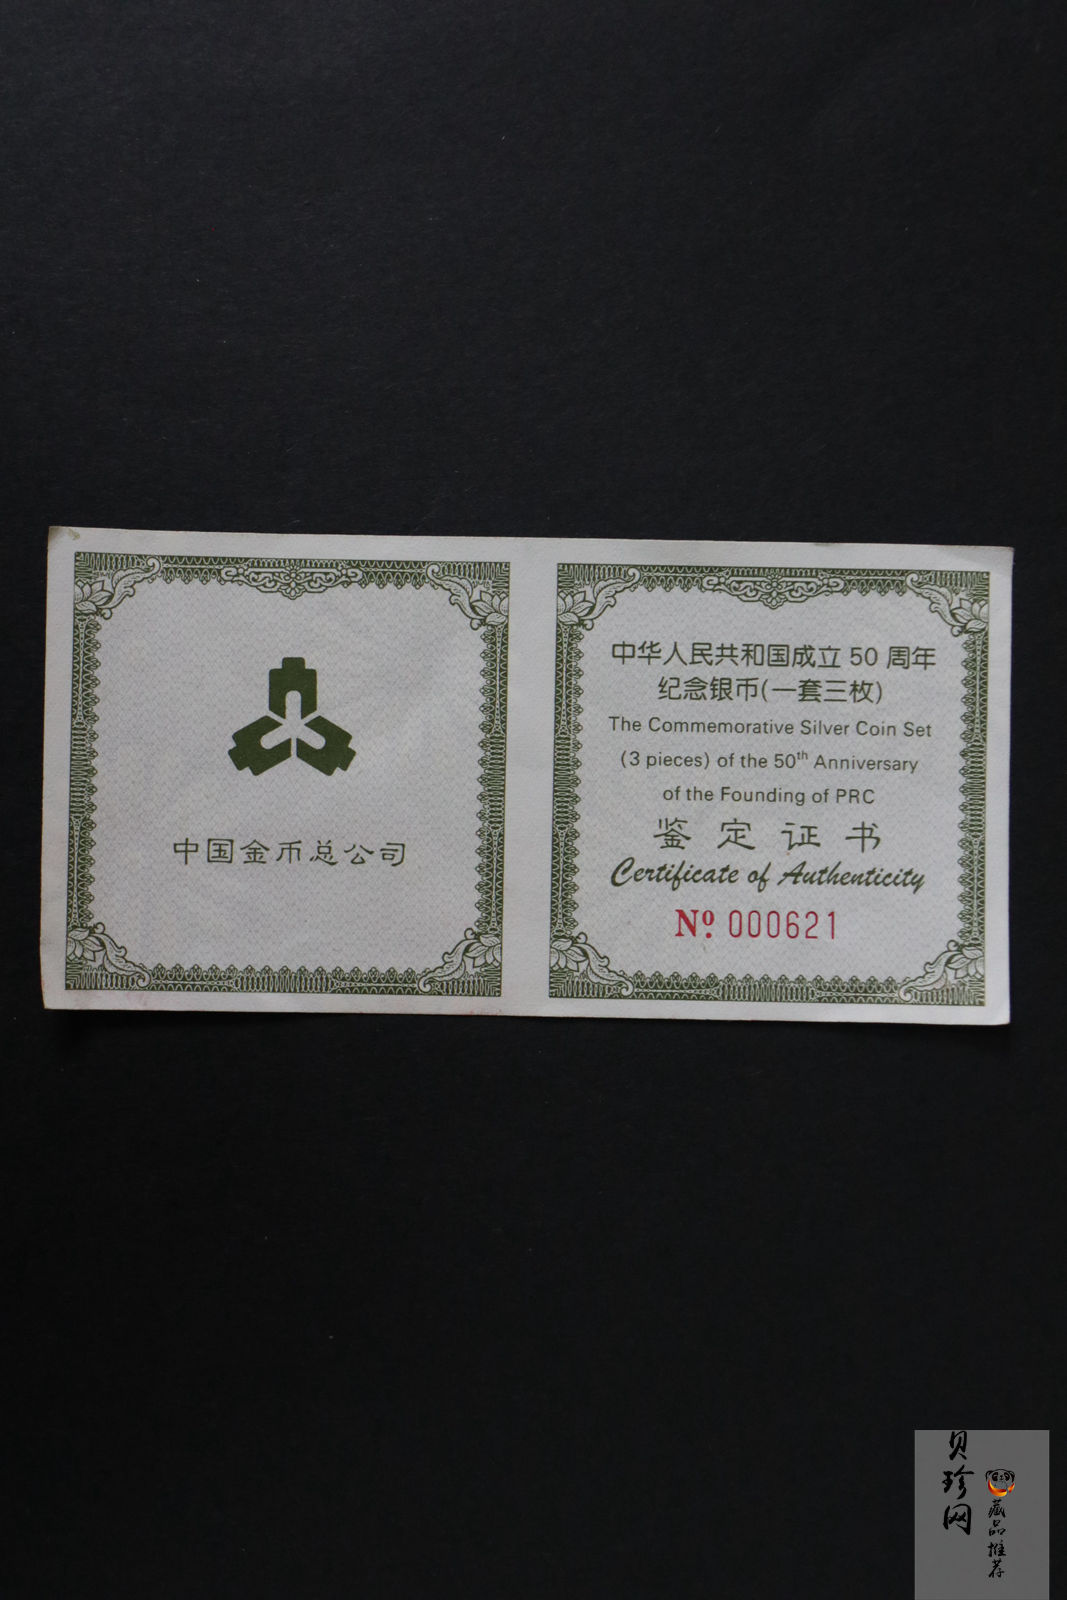 中国金币总公司
中华人民共和国成立 50 周年
纪念银币(一套三枚)
The Commemorative Silver Coin Set
(3 pieces) of the 50th Anniversary
of the Founding of PRC
鉴定证书
Certificate of Authenticity
Nº 000621
贝珍网
藏品推荐